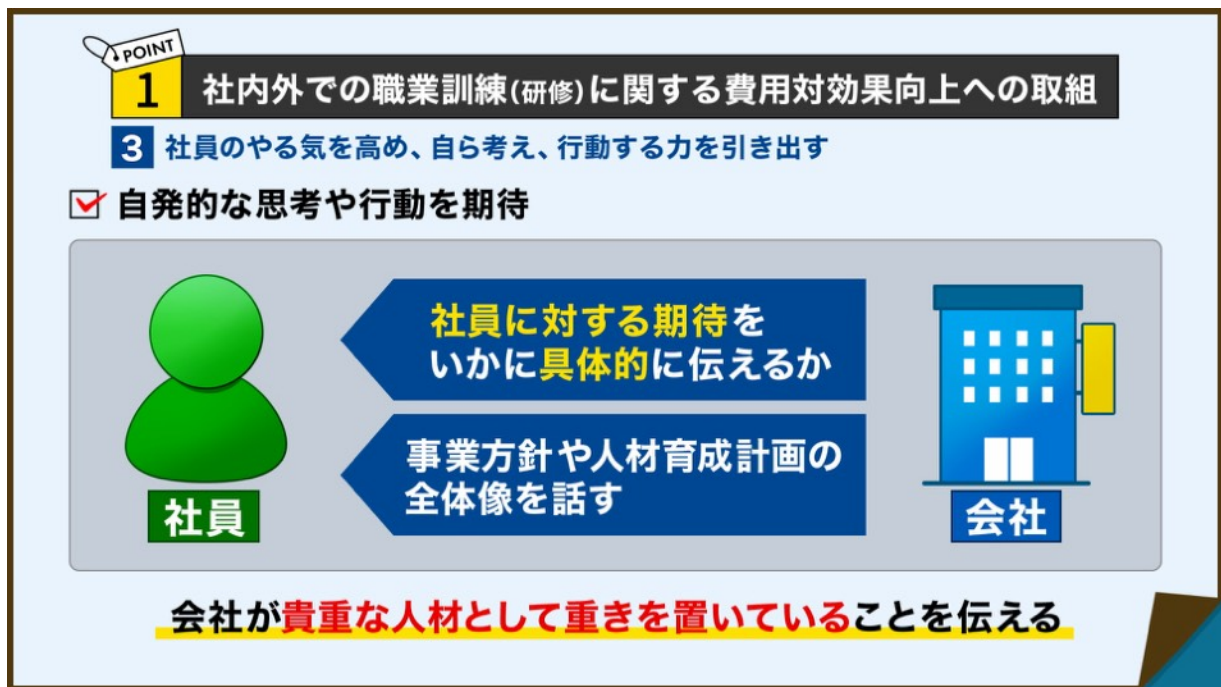 POINT
1 社内外での職業訓練(研修)に関する費用対効果向上への取組
3 社員のやる気を高め、自ら考え、行動する力を引き出す
自発的な思考や行動を期待
社員に対する期待を
いかに具体的に伝えるか
事業方針や人材育成計画の
全体像を話す
社員
会社
会社が貴重な人材として重きを置いていることを伝える